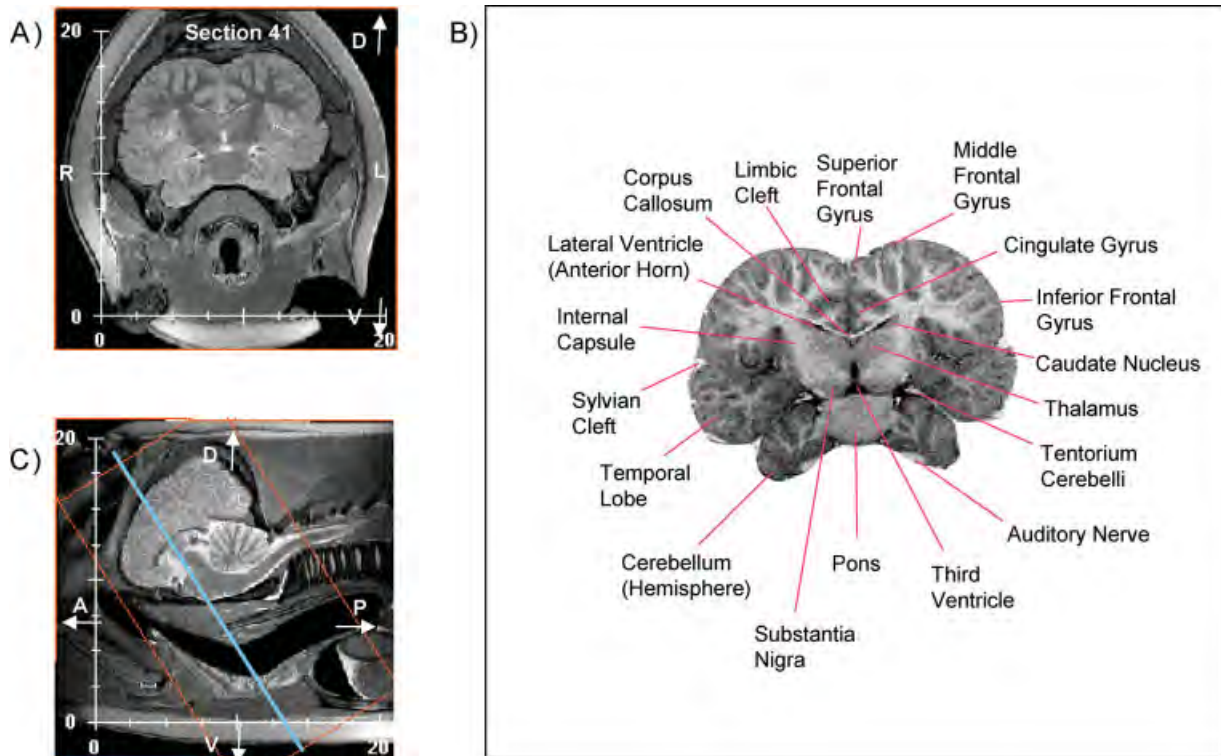 A)
20
Section 41
D
R
L
0
V
0
20
B)
Limbic
Cleft
Superior
Frontal
Gyrus
Middle
Frontal
Gyrus
Corpus
Callosum
Cingulate Gyrus
Lateral Ventricle
(Anterior Horn)
Inferior Frontal
Gyrus
Internal
Capsule
Caudate Nucleus
Sylvian
Cleft
Thalamus
Temporal
Lobe
Tentorium
Cerebelli
Auditory Nerve
Cerebellum
(Hemisphere)
Pons
Third
Ventricle
Substantia
Nigra
C)
20
D
A
P
0
V
0
20